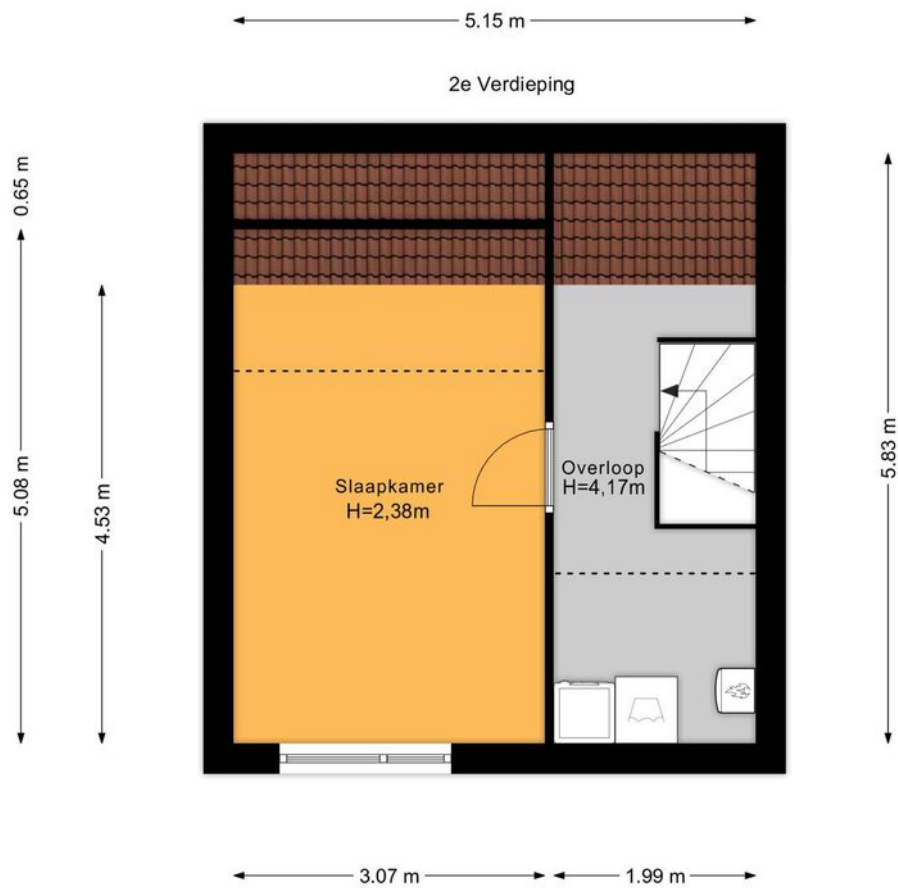 5.15 m
2e Verdieping
0.65 m
5.08 m
4.53 m
5.83 m
Slaapkamer
H=2,38m
Overloop
H=4,17m
3.07 m
1.99 m